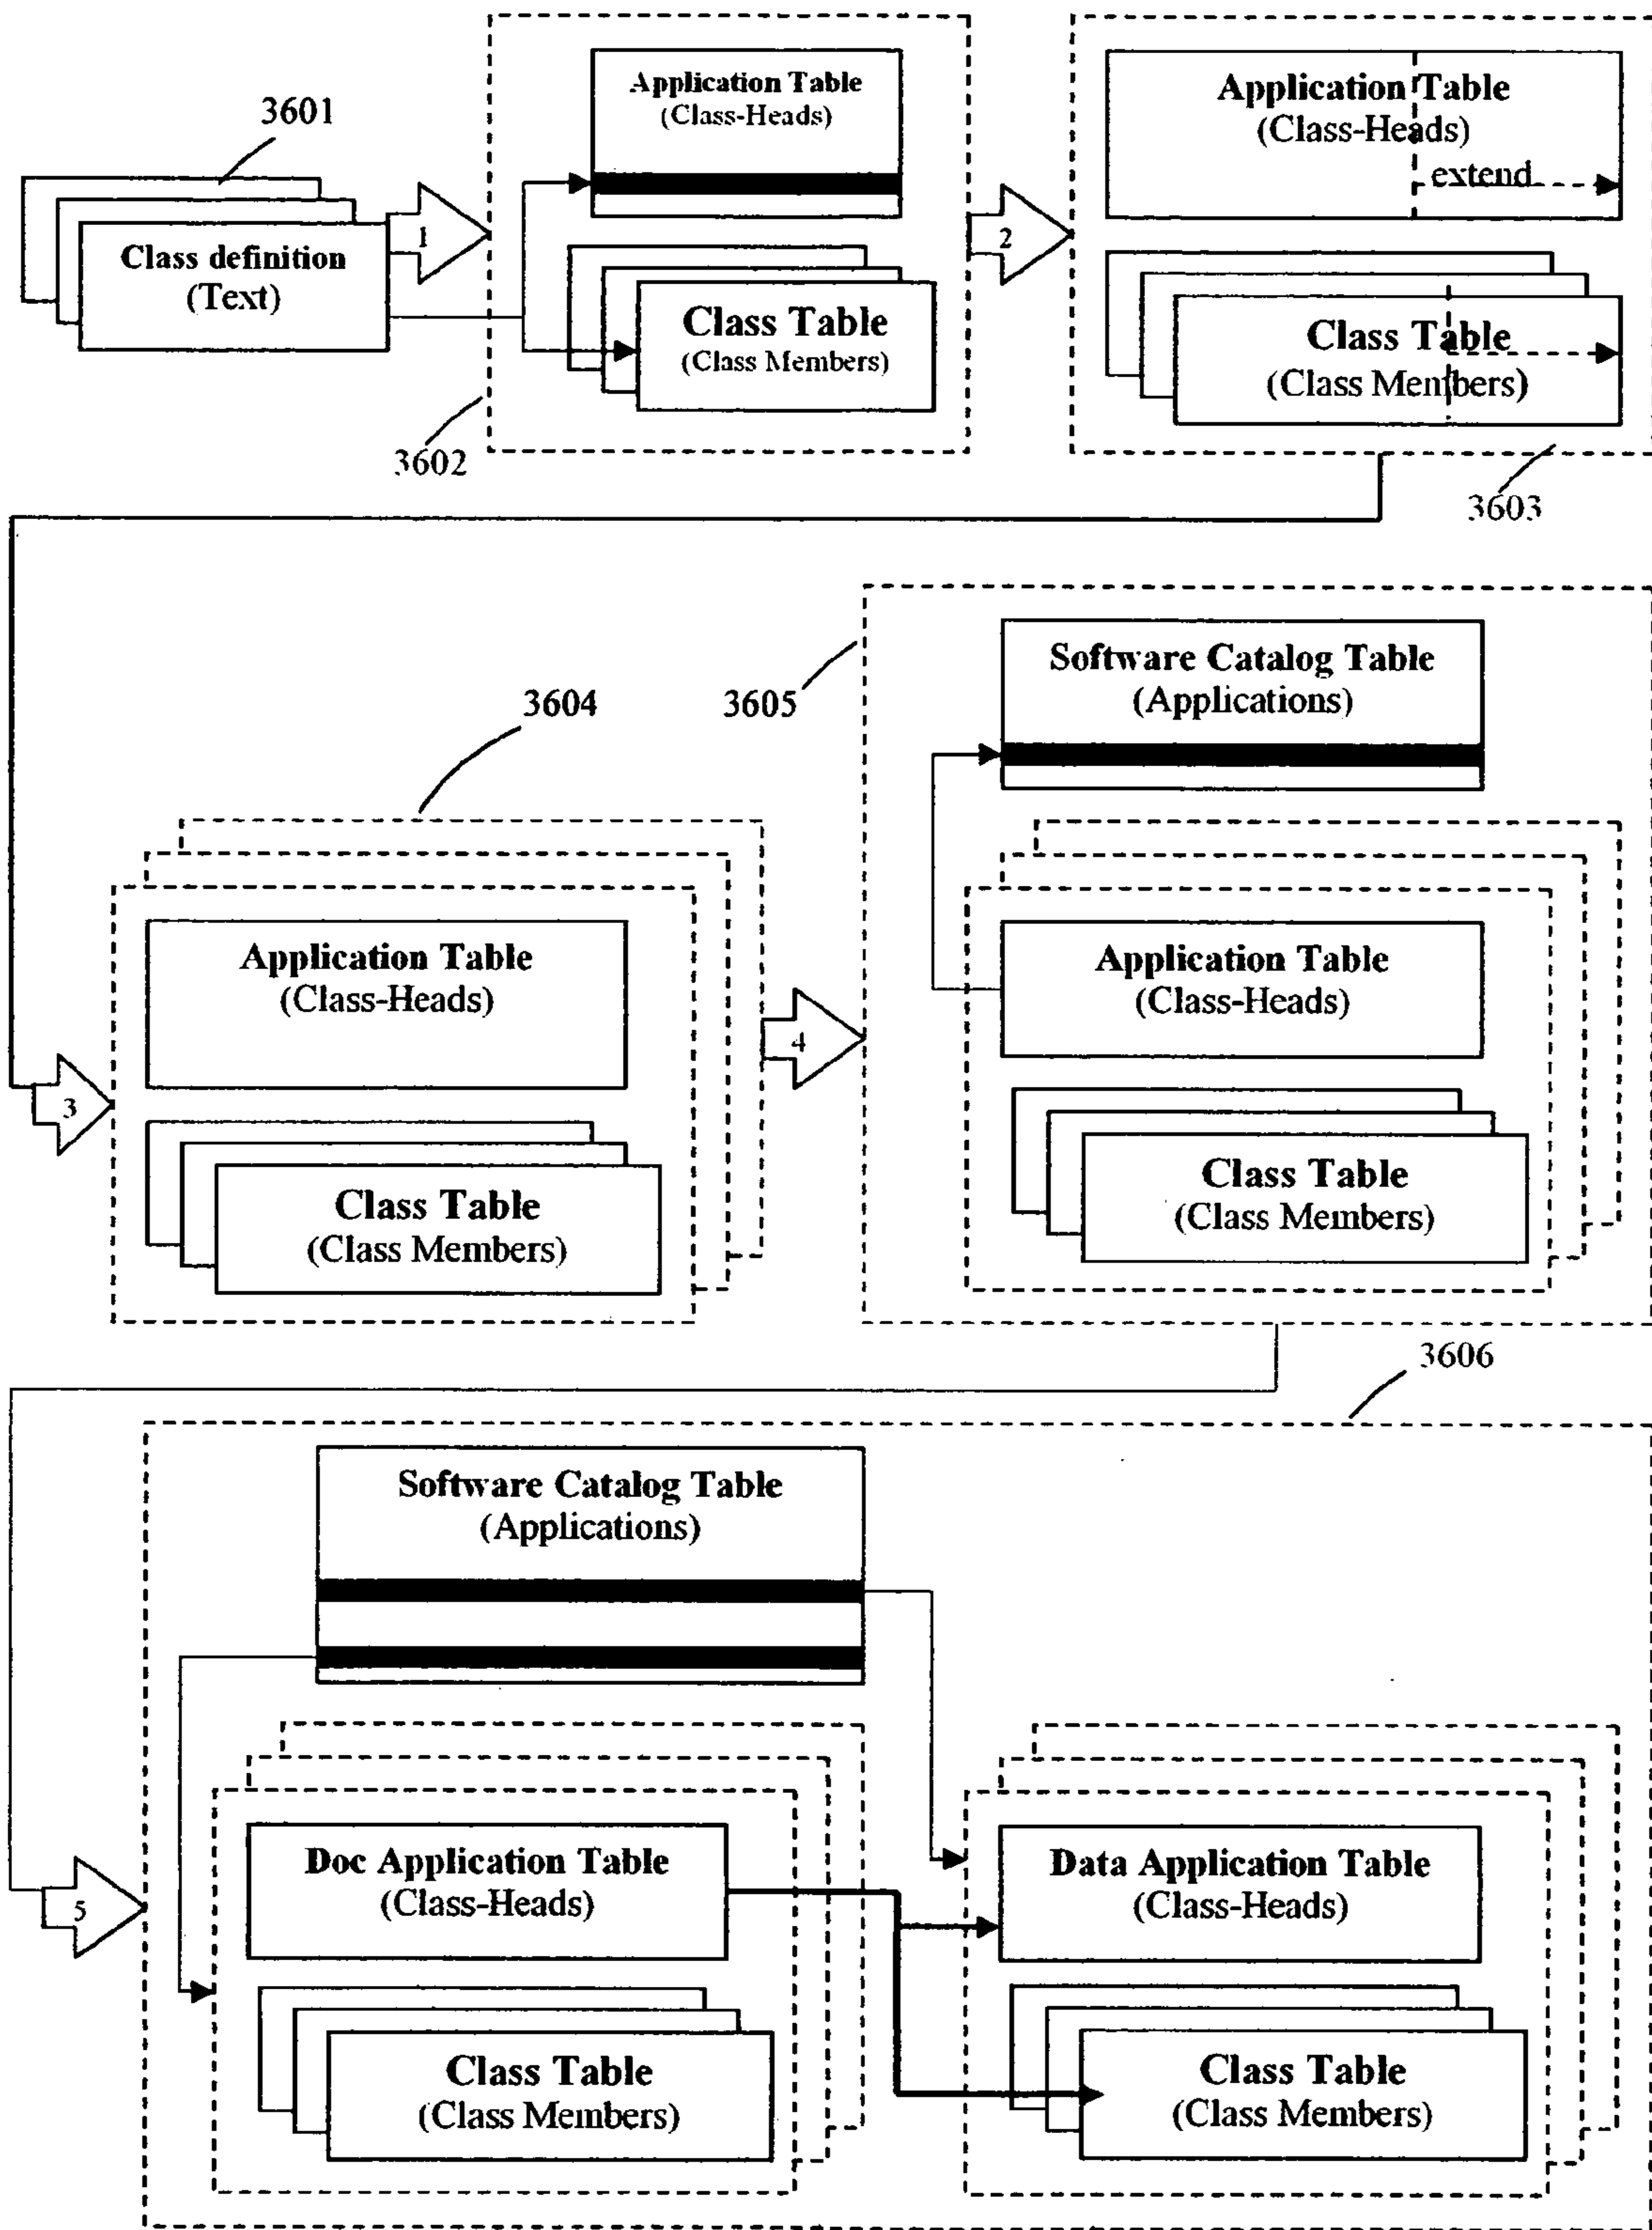 3601
Application Table
(Class-Heads)
Application Table
(Class-Heads)
extend
1
2
Class definition
(Text)
Class Table
(Class Members)
Class Table
(Class Members)
3602
3603
3604
3605
Software Catalog Table
(Applications)
Application Table
(Class-Heads)
Application Table
(Class-Heads)
4
3
Class Table
(Class Members)
Class Table
(Class Members)
3606
Software Catalog Table
(Applications)
5
Doc Application Table
(Class-Heads)
Data Application Table
(Class-Heads)
Class Table
(Class Members)
Class Table
(Class Members)